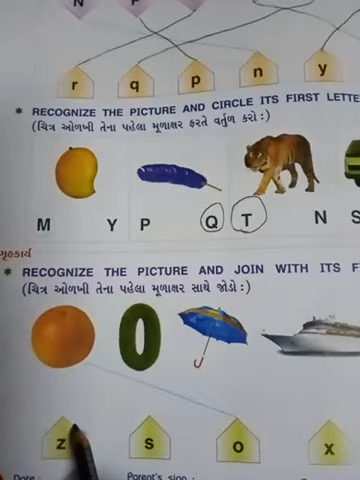 r q p n y
* RECOGNIZE THE PICTURE AND CIRCLE ITS FIRST LETTE
(ચિત્ર ઓળખી તેના પહેલા મૂળાક્ષર ફરતે વર્તુળ કરો :)
M Y P Q T N S
ગૃહકાર્ય
* RECOGNIZE THE PICTURE AND JOIN WITH ITS F
(ચિત્ર ઓળખી તેના પહેલા મૂળાક્ષર સાથે જોડો :)
z s o x
Date : Parent's sign :